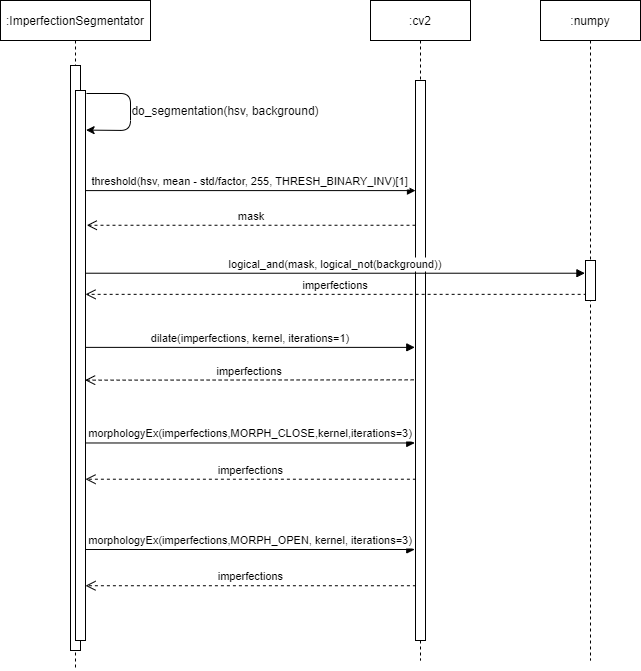 :ImperfectionSegmentator
:cv2
:numpy
do_segmentation(hsv, background)
threshold(hsv, mean - std/factor, 255, THRESH_BINARY_INV)[1]
mask
logical_and(mask, logical_not(background))
imperfections
dilate(imperfections, kernel, iterations=1)
imperfections
morphologyEx(imperfections,MORPH_CLOSE,kernel,iterations=3)
imperfections
morphologyEx(imperfections,MORPH_OPEN, kernel, iterations=3)
imperfections